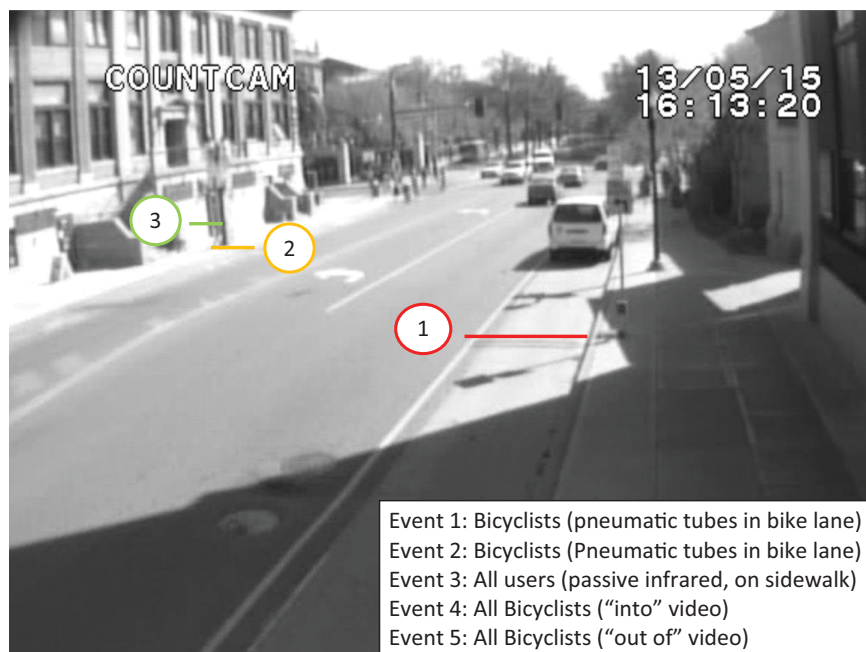 COUNTCAM
13/05/15
16:13:20
3
2
1
Event 1: Bicyclists (pneumatic tubes in bike lane)
Event 2: Bicyclists (Pneumatic tubes in bike lane)
Event 3: All users (passive infrared, on sidewalk)
Event 4: All Bicyclists (“into” video)
Event 5: All Bicyclists (“out of” video)